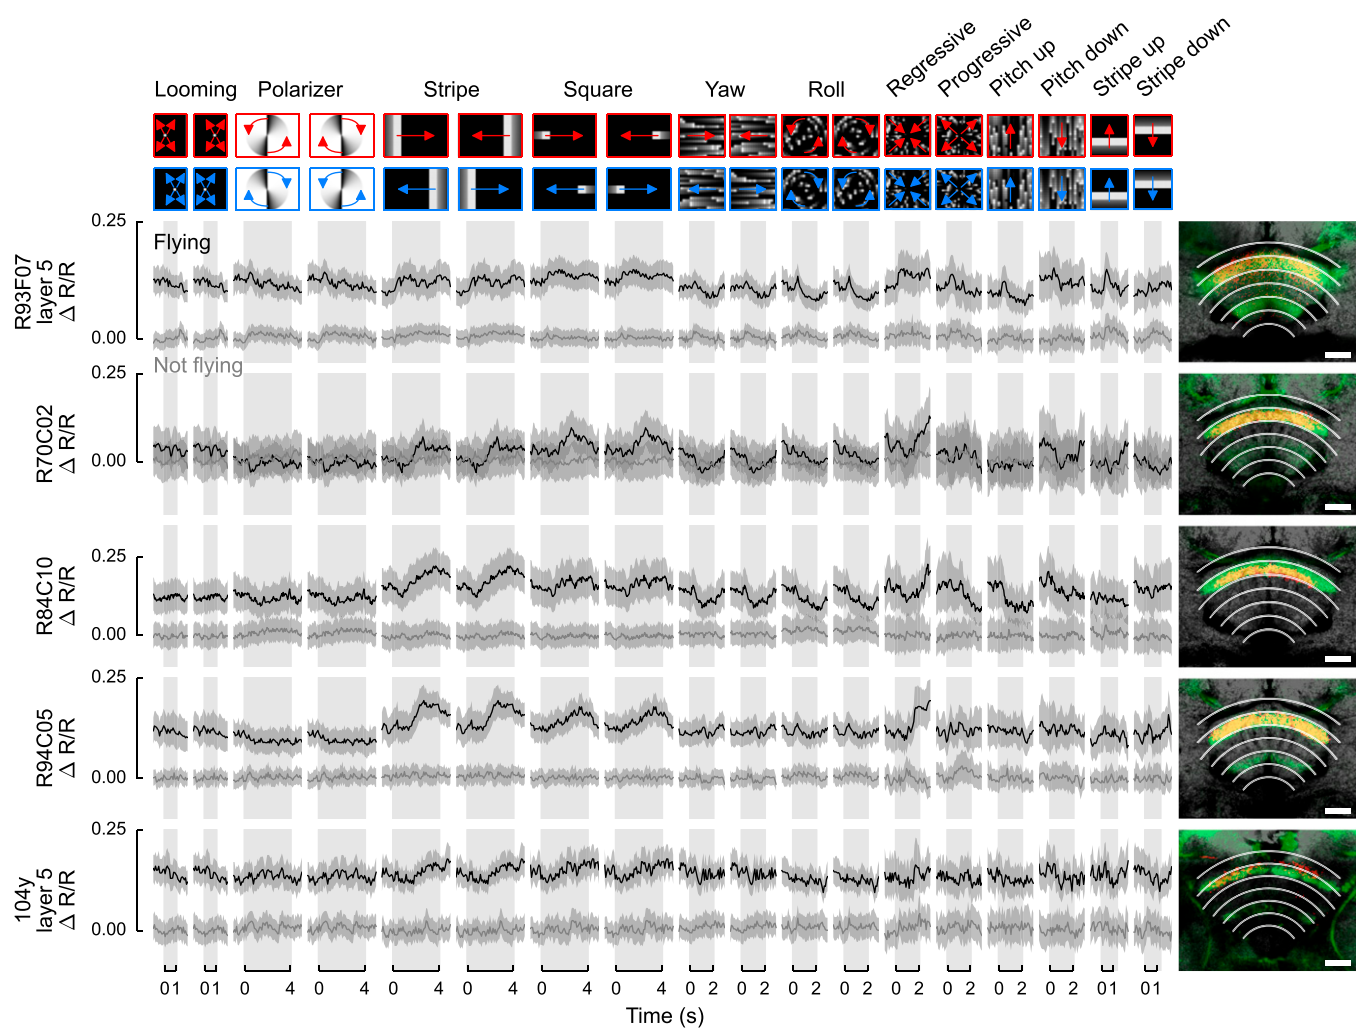 Looming Polarizer Stripe Square Yaw Roll Regressive Progressive Pitch up Pitch down Stripe up Stripe down
0.25
Flying
R93F07
layer 5
Δ R/R
0.00
Not flying
0.25
R70C02
Δ R/R
0.00
0.25
R84C10
Δ R/R
0.00
0.25
R94C05
Δ R/R
0.00
0.25
104y
layer 5
Δ R/R
0.00
01 01 0 4 0 4 0 4 0 4 0 4 0 4 0 2 0 2 0 2 0 2 0 2 0 2 0 2 0 2 01 01
Time (s)